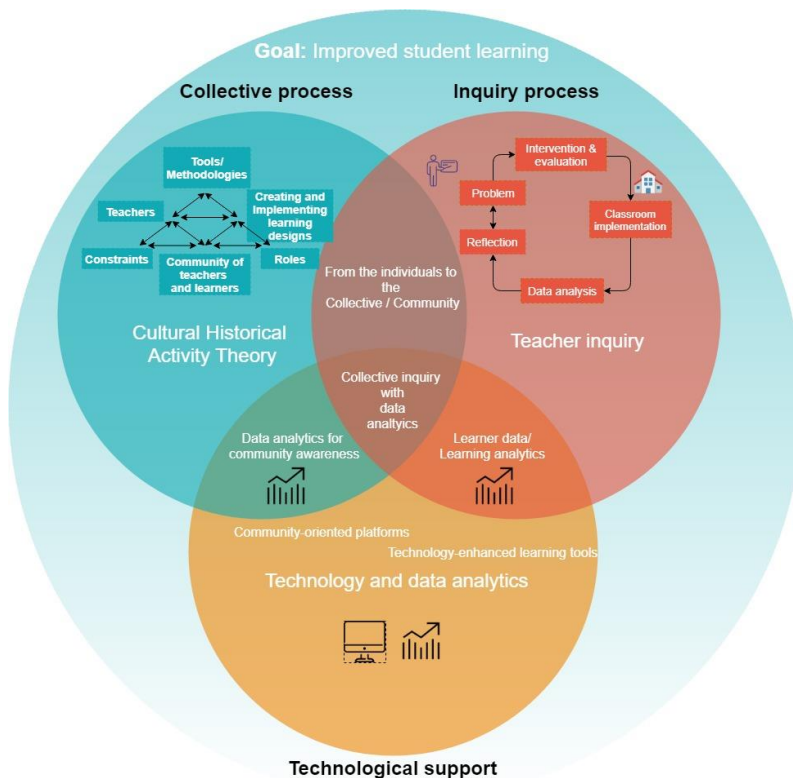 Goal: Improved student learning
Collective process
Inquiry process
Tools/
Methodologies
Teachers
Creating and
Implementing
learning
designs
Constraints
Community of
teachers
and learners
Roles
Cultural Historical
Activity Theory
Intervention &
evaluation
Problem
Classroom
implementation
Reflection
Data analysis
Teacher inquiry
From the individuals to
the
Collective / Community
Collective inquiry
with
data
analtyics
Data analytics for
community awareness
Learner data/
Learning analytics
Community-oriented platforms
Technology-enhanced learning tools
Technology and data analytics
Technological support